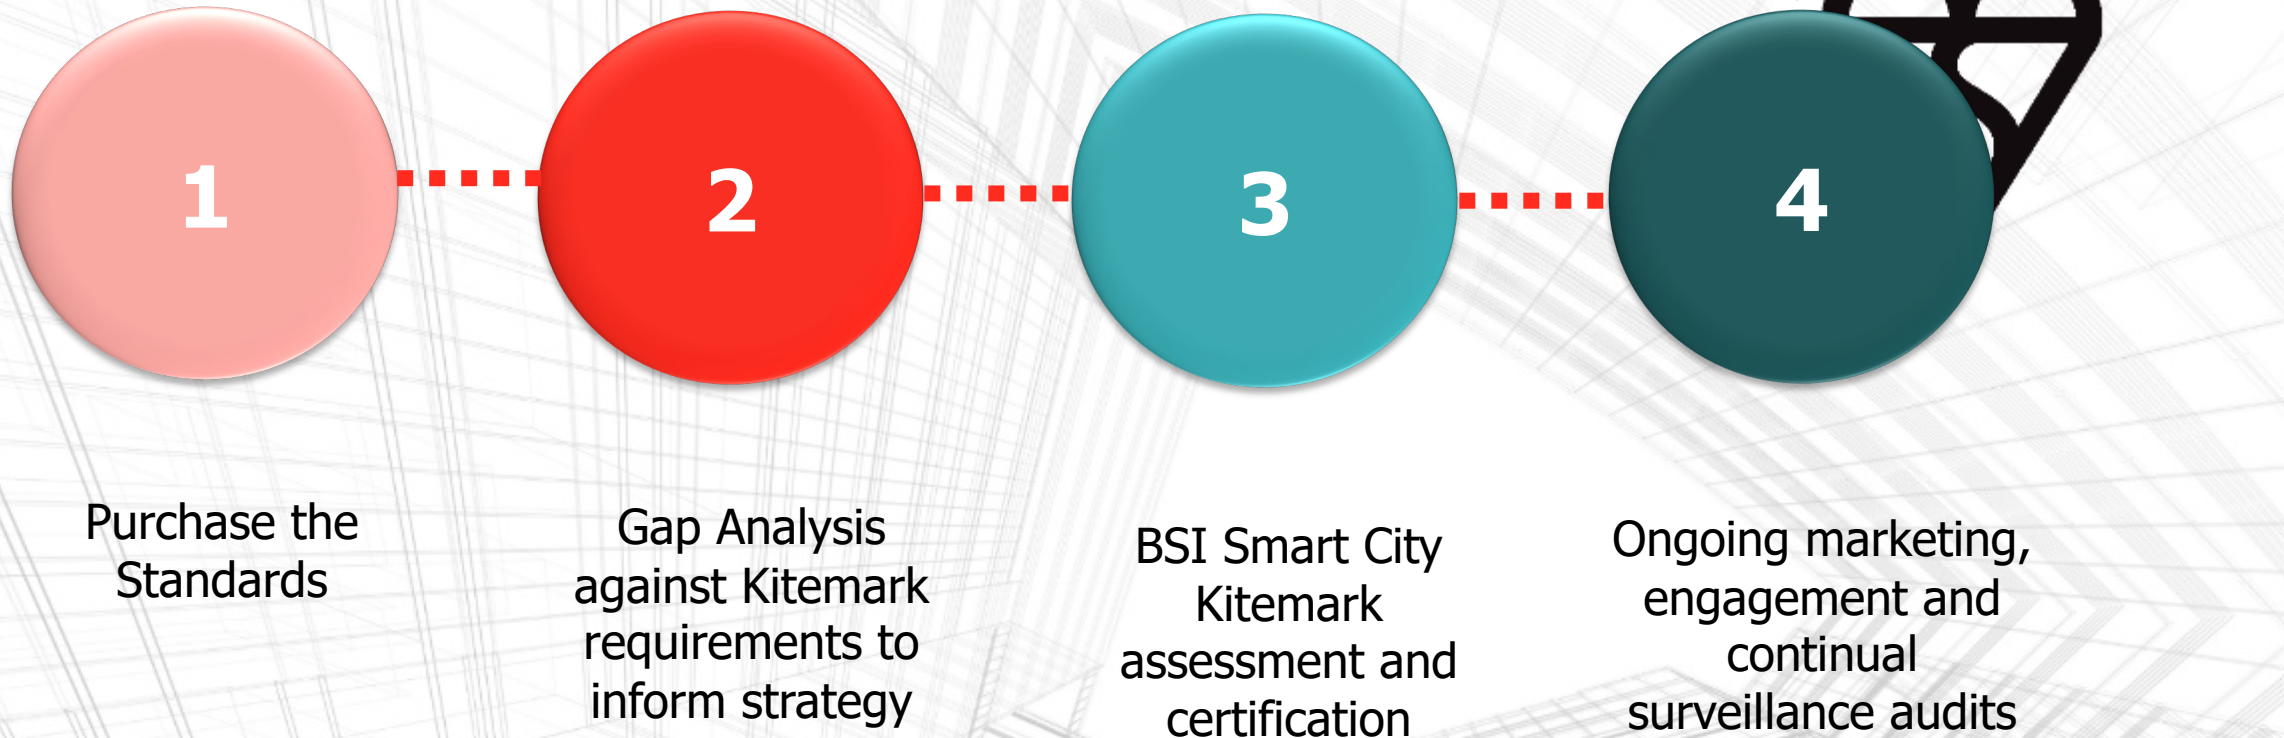 1
2
3
4
Purchase the
Standards
Gap Analysis
against Kitemark
requirements to
inform strategy
BSI Smart City
Kitemark
assessment and
certification
Ongoing marketing,
engagement and
continual
surveillance audits